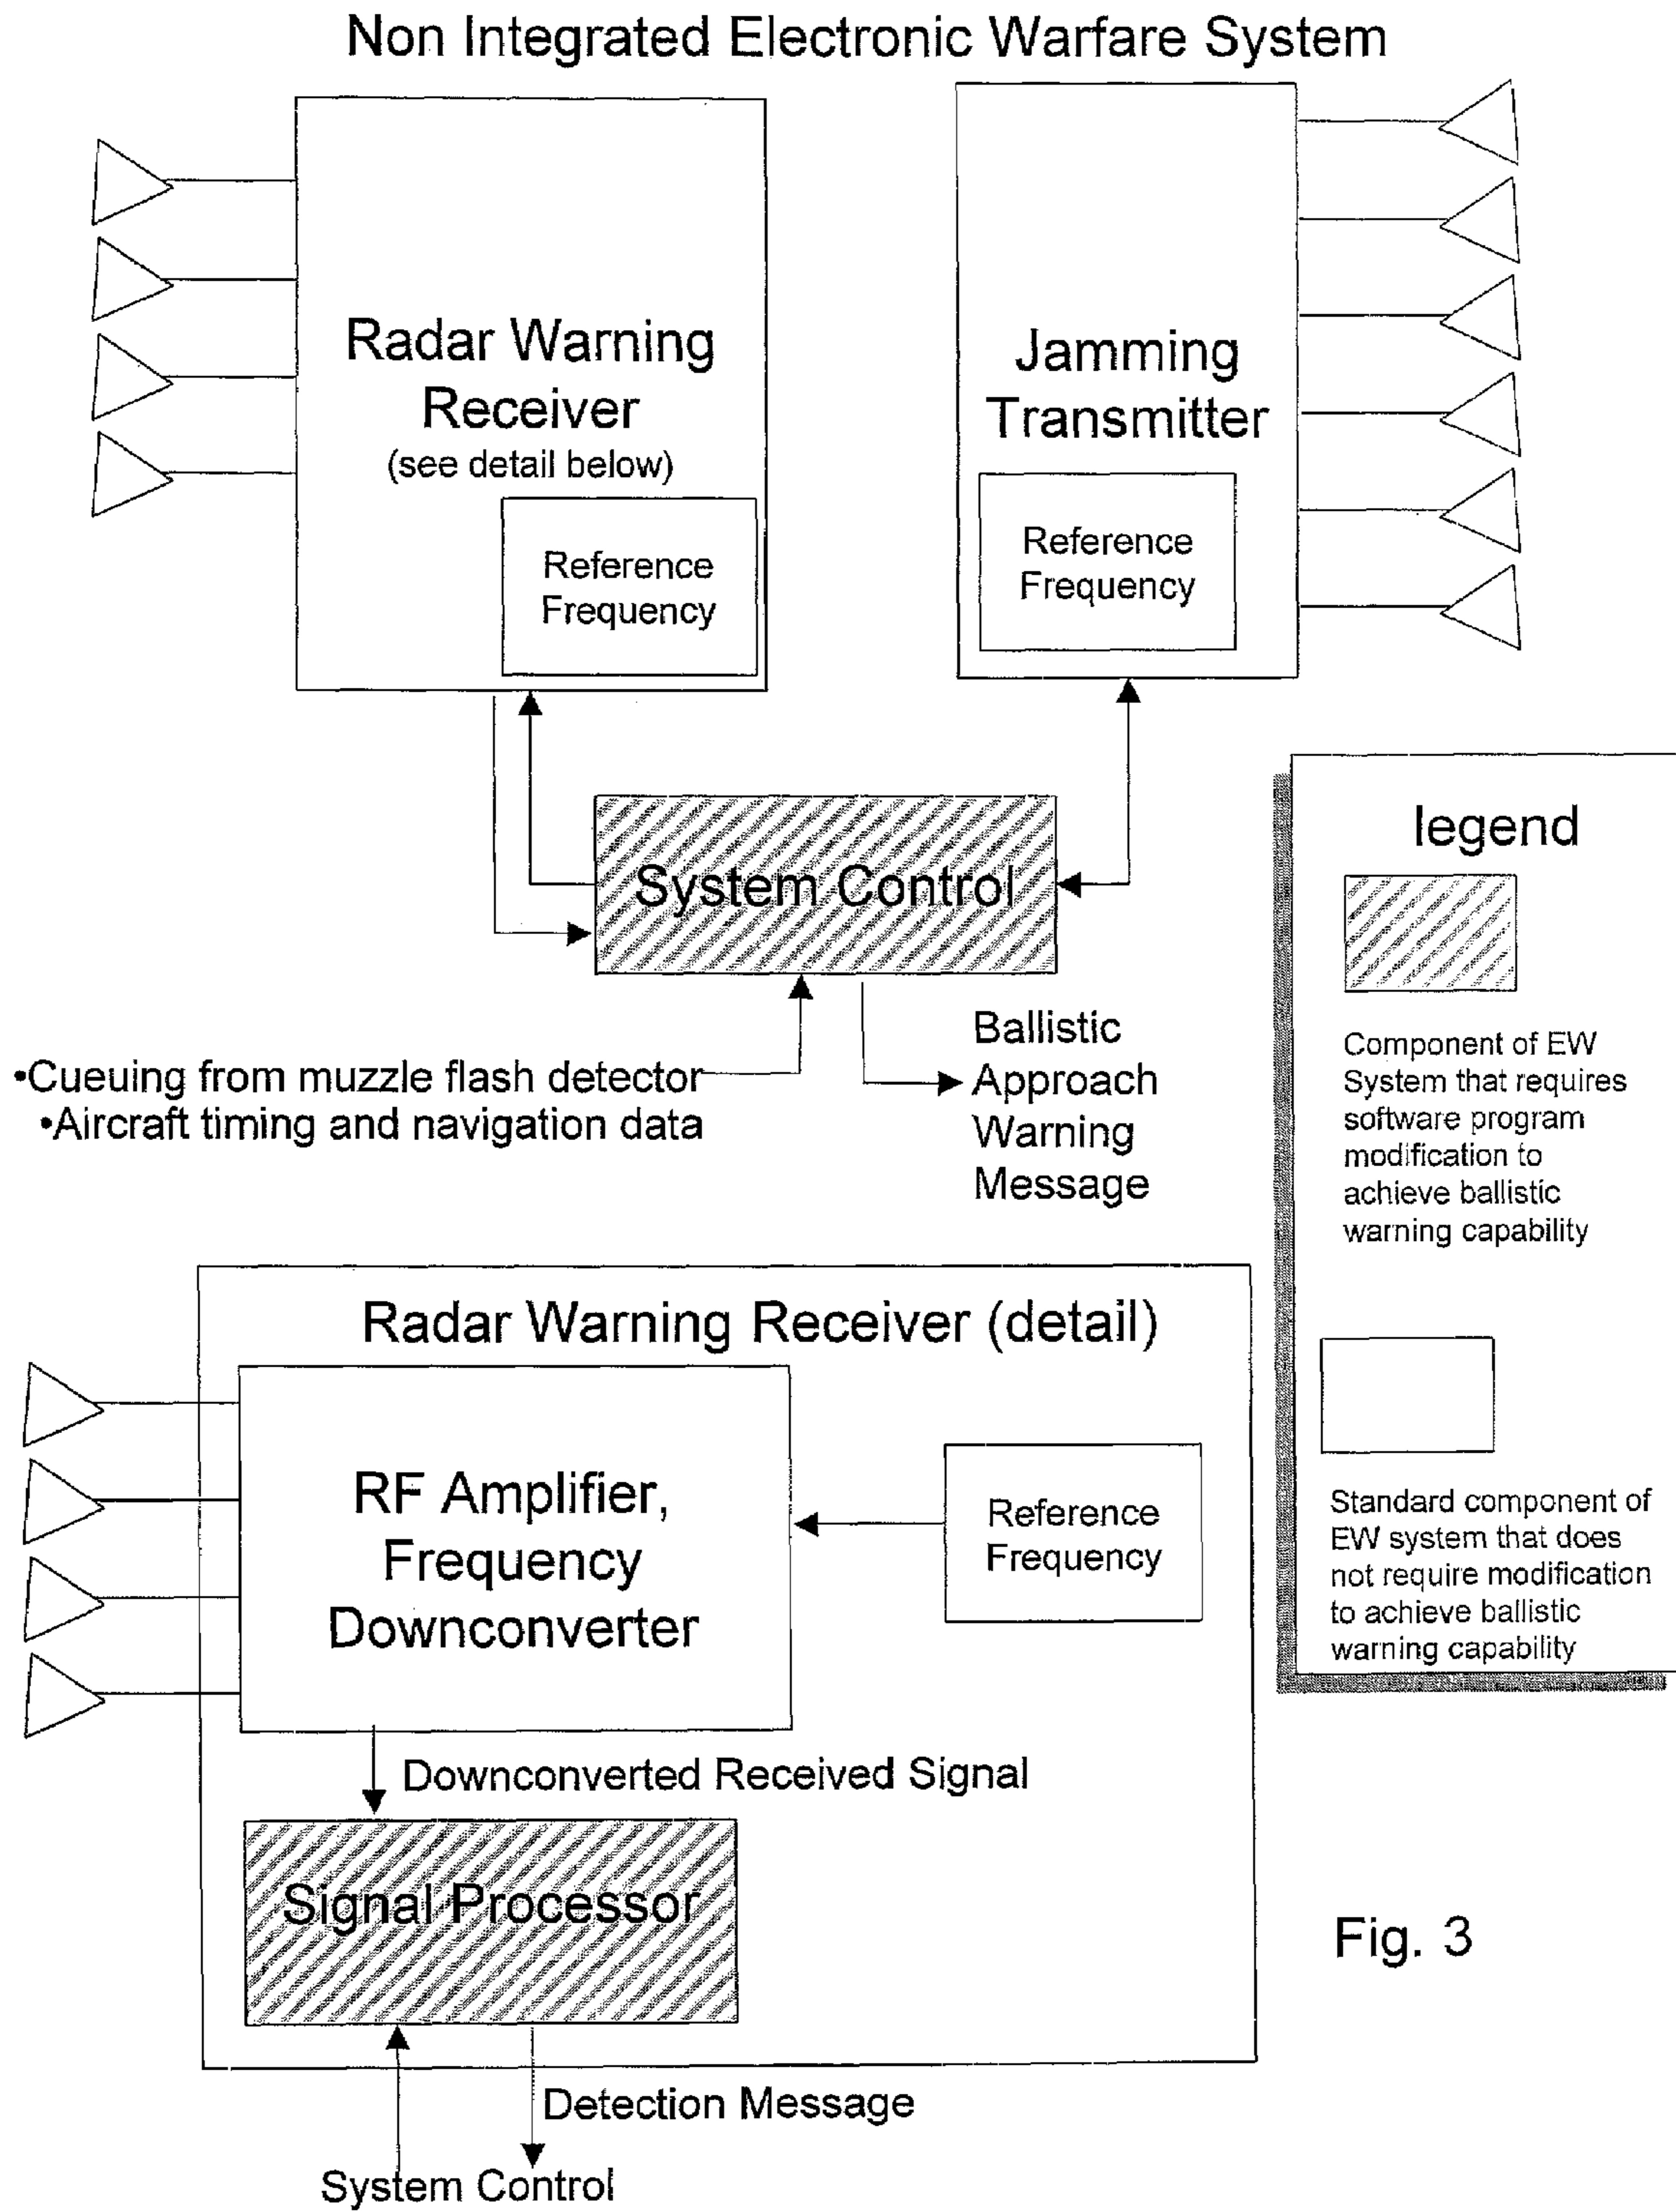 Non Integrated Electronic Warfare System
Radar Warning
Receiver
(see detail below)
Reference
Frequency
Jamming
Transmitter
Reference
Frequency
System Control
•Cueuing from muzzle flash detector
•Aircraft timing and navigation data
Ballistic
Approach
Warning
Message
legend
Component of EW
System that requires
software program
modification to
achieve ballistic
warning capability
Standard component of
EW system that does
not require modification
to achieve ballistic
warning capability
Radar Warning Receiver (detail)
RF Amplifier,
Frequency
Downconverter
Reference
Frequency
Downconverted Received Signal
Signal Processor
Detection Message
System Control
Fig. 3